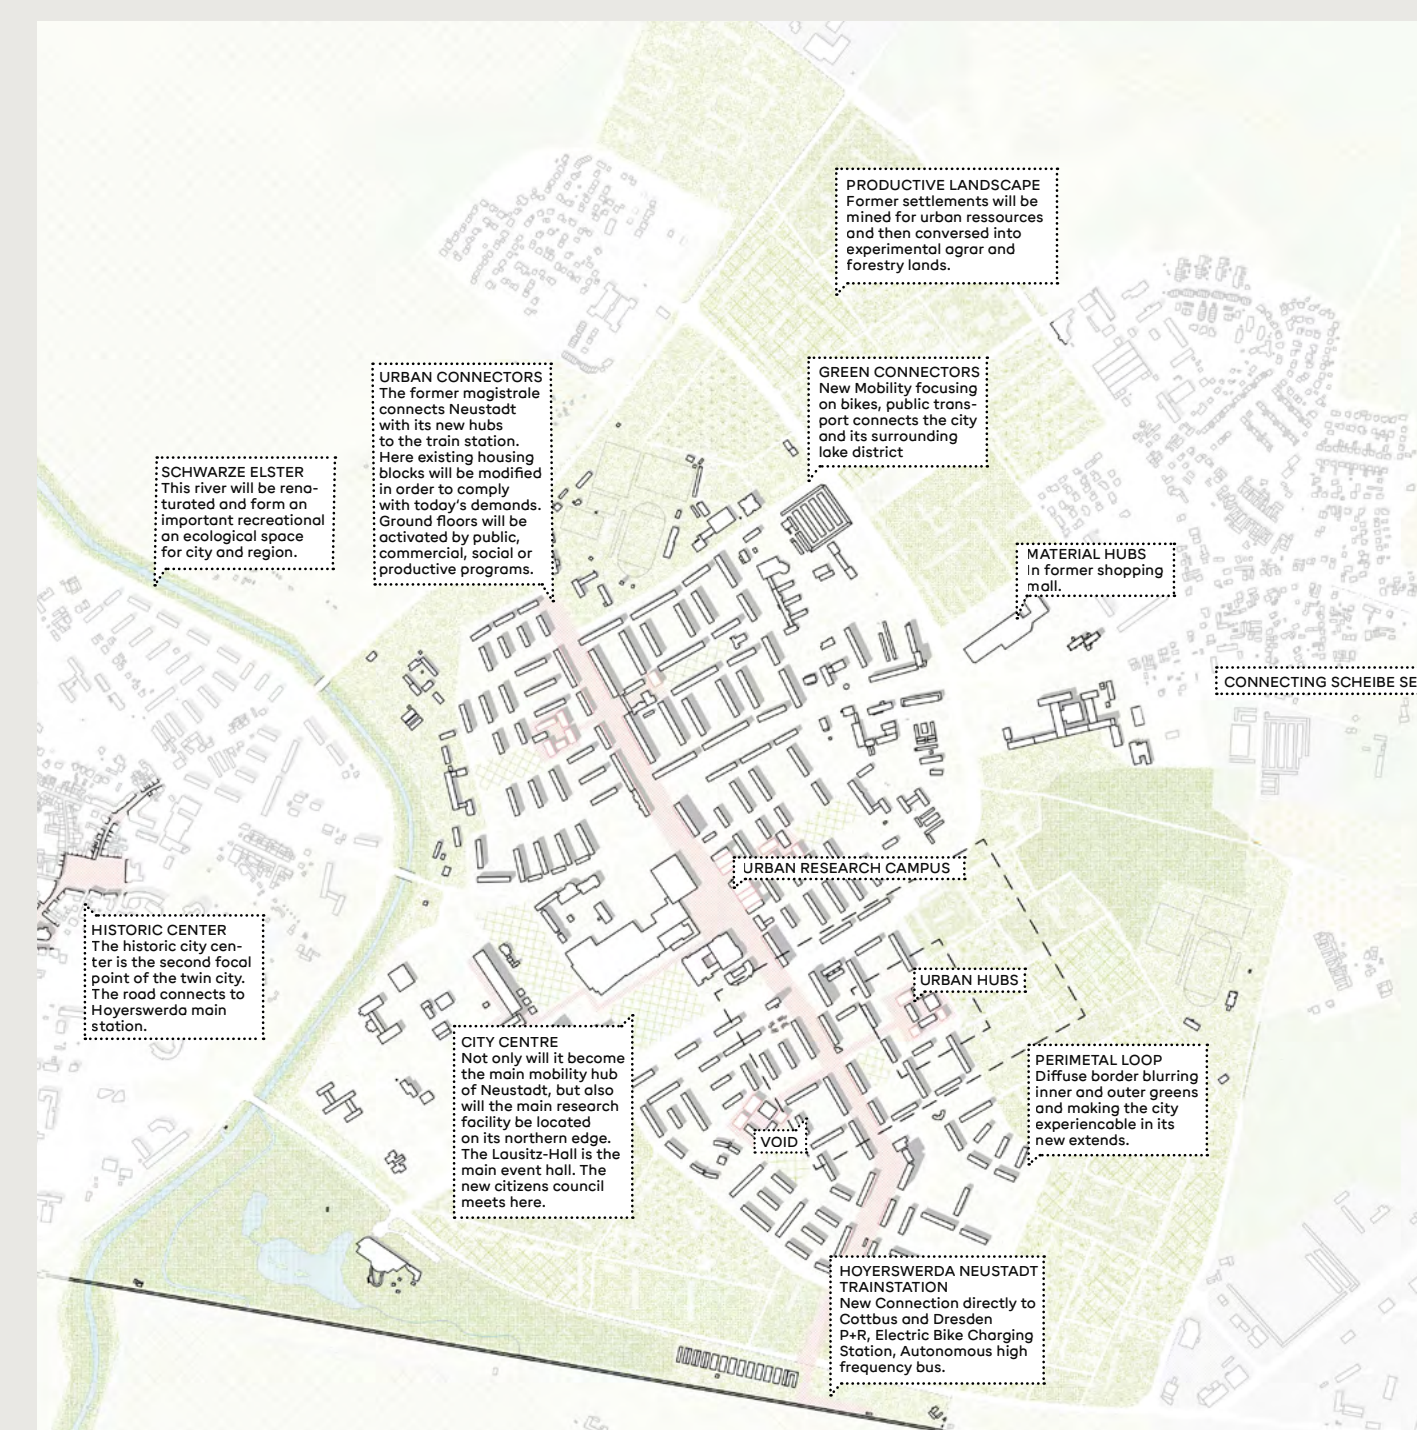 PRODUCTIVE LANDSCAPE
Former settlements will be
mined for urban ressources
and then conversed into
experimental agrar and
forestry lands.
URBAN CONNECTORS
The former magistrale
connects Neustadt
with its new hubs
to the train station.
Here existing housing
blocks will be modified
in order to comply
with today's demands.
Ground floors will be
activated by public,
commercial, social or
productive programs.
GREEN CONNECTORS
New Mobility focusing
on bikes, public trans-
port connects the city
and its surrounding
lake district
SCHWARZE ELSTER
This river will be rena-
turated and form an
important recreational
an ecological space
for city and region.
MATERIAL HUBS
In former shopping
mall.
CONNECTING SCHEIBE SE
URBAN RESEARCH CAMPUS
HISTORIC CENTER
The historic city cen-
ter is the second focal
point of the twin city.
The road connects to
Hoyerswerda main
station.
URBAN HUBS
CITY CENTRE
Not only will it become
the main mobility hub
of Neustadt, but also
will the main research
facility be located
on its northern edge.
The Lausitz-Hall is the
main event hall. The
new citizens council
meets here.
PERIMETAL LOOP
Diffuse border blurring
inner and outer greens
and making the city
experiencable in its
new extends.
VOID
HOYERSWERDA NEUSTADT
TRAINSTATION
New Connection directly to
Cottbus and Dresden
P+R, Electric Bike Charging
Station, Autonomous high
frequency bus.